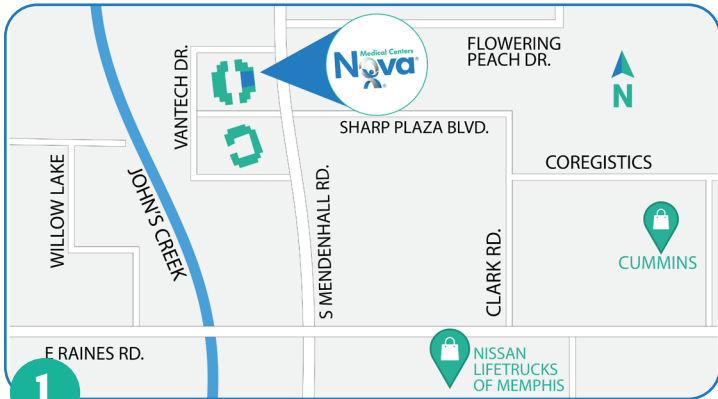 Medical Centers
Nova®
FLOWERING
PEACH DR.
N
VANTECH DR.
SHARP PLAZA BLVD.
COREGISTICS
WILLOW LAKE
JOHN'S CREEK
S MENDENHALL RD.
CLARK RD.
CUMMINS
E RAINES RD.
NISSAN
LIFETRUCKS
OF MEMPHIS
1